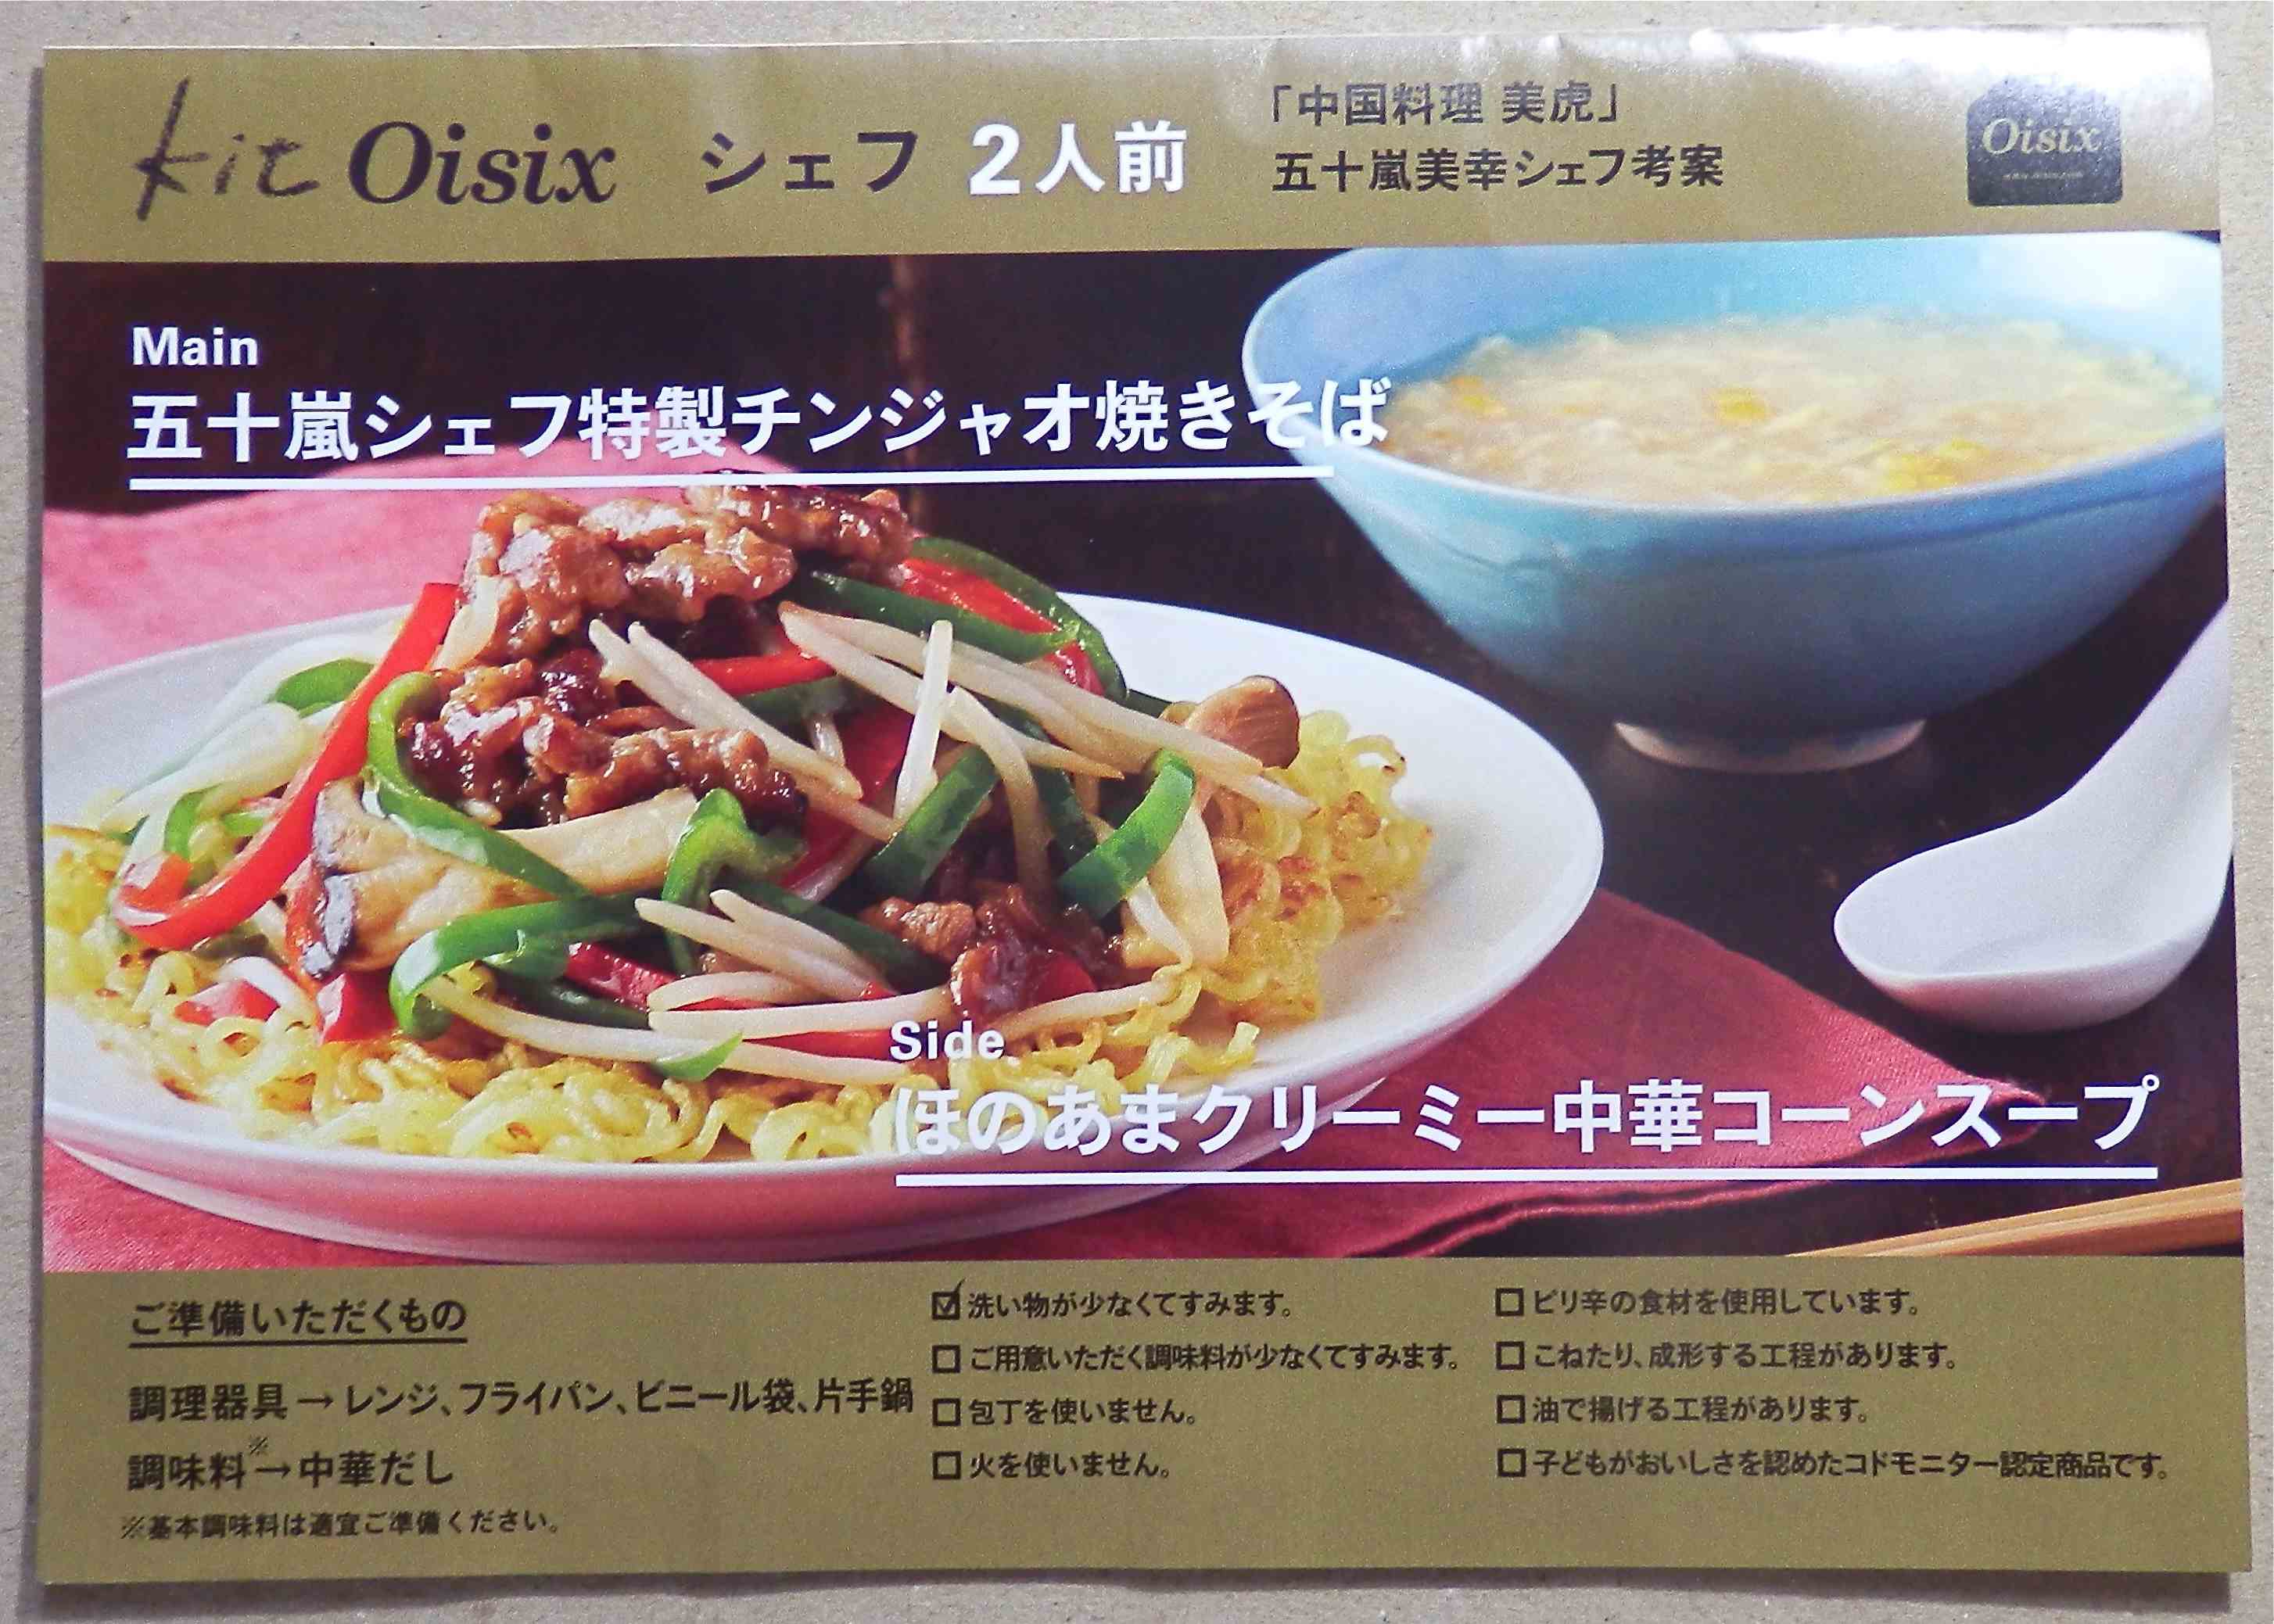 kit Oisix シェフ 2人前
「中国料理 美虎」
五十嵐美幸シェフ考案
Oisix
Main
五十嵐シェフ特製チンジャオ焼きそば
Side
ほのあまクリーミー中華コーンスープ
ご準備いただくもの
調理器具→レンジ、フライパン、ビニール袋、片手鍋
調味料※→中華だし
※基本調味料は適宜ご準備ください。
☑洗い物が少なくてすみます。
□ご用意いただく調味料が少なくてすみます。
□包丁を使いません。
□火を使いません。
□ピリ辛の食材を使用しています。
□こねたり、成形する工程があります。
□油で揚げる工程があります。
□子どもがおいしさを認めたコドモニター認定商品です。